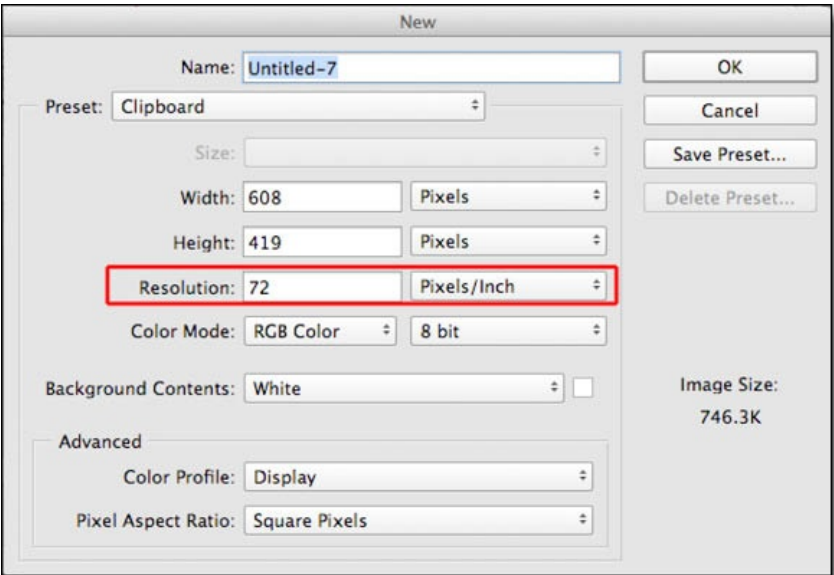 New
Name: Untitled-7
OK
Preset: Clipboard
Cancel
Size:
Save Preset...
Width: 608 Pixels
Delete Preset...
Height: 419 Pixels
Resolution: 72 Pixels/Inch
Color Mode: RGB Color 8 bit
Background Contents: White
Image Size:
746.3K
Advanced
Color Profile: Display
Pixel Aspect Ratio: Square Pixels